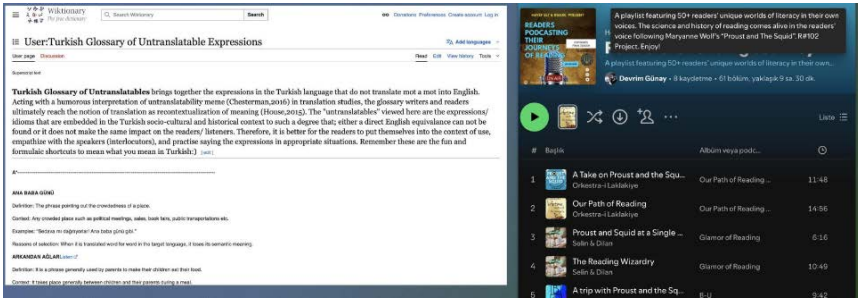 Wiktionary
The free dictionary
Search Wiktionary
Search
Donations Preferences Create account Log in
User:Turkish Glossary of Untranslatable Expressions
Add languages
User page Discussion
Read Edit View history Tools
Turkish Glossary of Untranslatables brings together the expressions in the Turkish language that do not translate mot a mot into English.
Acting with a humorous interpretation of untranslatability meme (Chesterman,2016) in translation studies, the glossary writers and readers
ultimately reach the notion of translation as recontextualization of meaning (House,2015). The "untranslatables" viewed here are the expressions/
idioms that are embedded in the Turkish socio-cultural and historical context to such a degree that; either a direct English equivalance can not be
found or it does not make the same impact on the readers/ listeners. Therefore, it is better for the readers to put themselves into the context of use,
empathize with the speakers (interlocutors), and practise saying the expressions in appropriate situations. Remember these are the fun and
formulaic shortcuts to mean what you mean in Turkish:) [edit]
ANA BABA GÜNÜ
Definition: The phrase pointing out the crowdedness of a place.
Context: Any crowded place such as political meetings, sales, book fairs, public transportations etc.
Reasons of selection: When it is translated word for word in the target language, it loses its semantic meaning.
ARKANDAN AĞLAR
Definition: It is a phrase generally used by parents to make their children eat their food.
Context: It takes place generally between children and their parents during a meal.
READERS
PODCASTING
THEIR
JOURNEYS
OF READING
A playlist featuring 50+ readers' unique worlds of literacy in their own
voices. The science and history of reading comes alive in the readers'
voice following Maryanne Wolf's "Proust and The Squid". R#102
Project. Enjoy!
A playlist featuring 50+ readers' unique worlds of literacy in their own...
Devrim Günay • 8 kaydetme • 61 bölüm, yaklaşık 9 sa. 30 dk.
Liste
# Başlık Albüm veya podc...
1 A Take on Proust and the Squ... Our Path of Reading... 11:48
Orkestra-i Laklakiye
2 Our Path of Reading Our Path of Reading... 14:56
Orkestra-i Laklakiye
3 Proust and Squid at a Single ... Glamor of Reading 6:16
Selin & Dilan
4 The Reading Wizardry Glamor of Reading 10:49
Selin & Dilan
5 A trip with Proust and the Sq... B-U 9:42